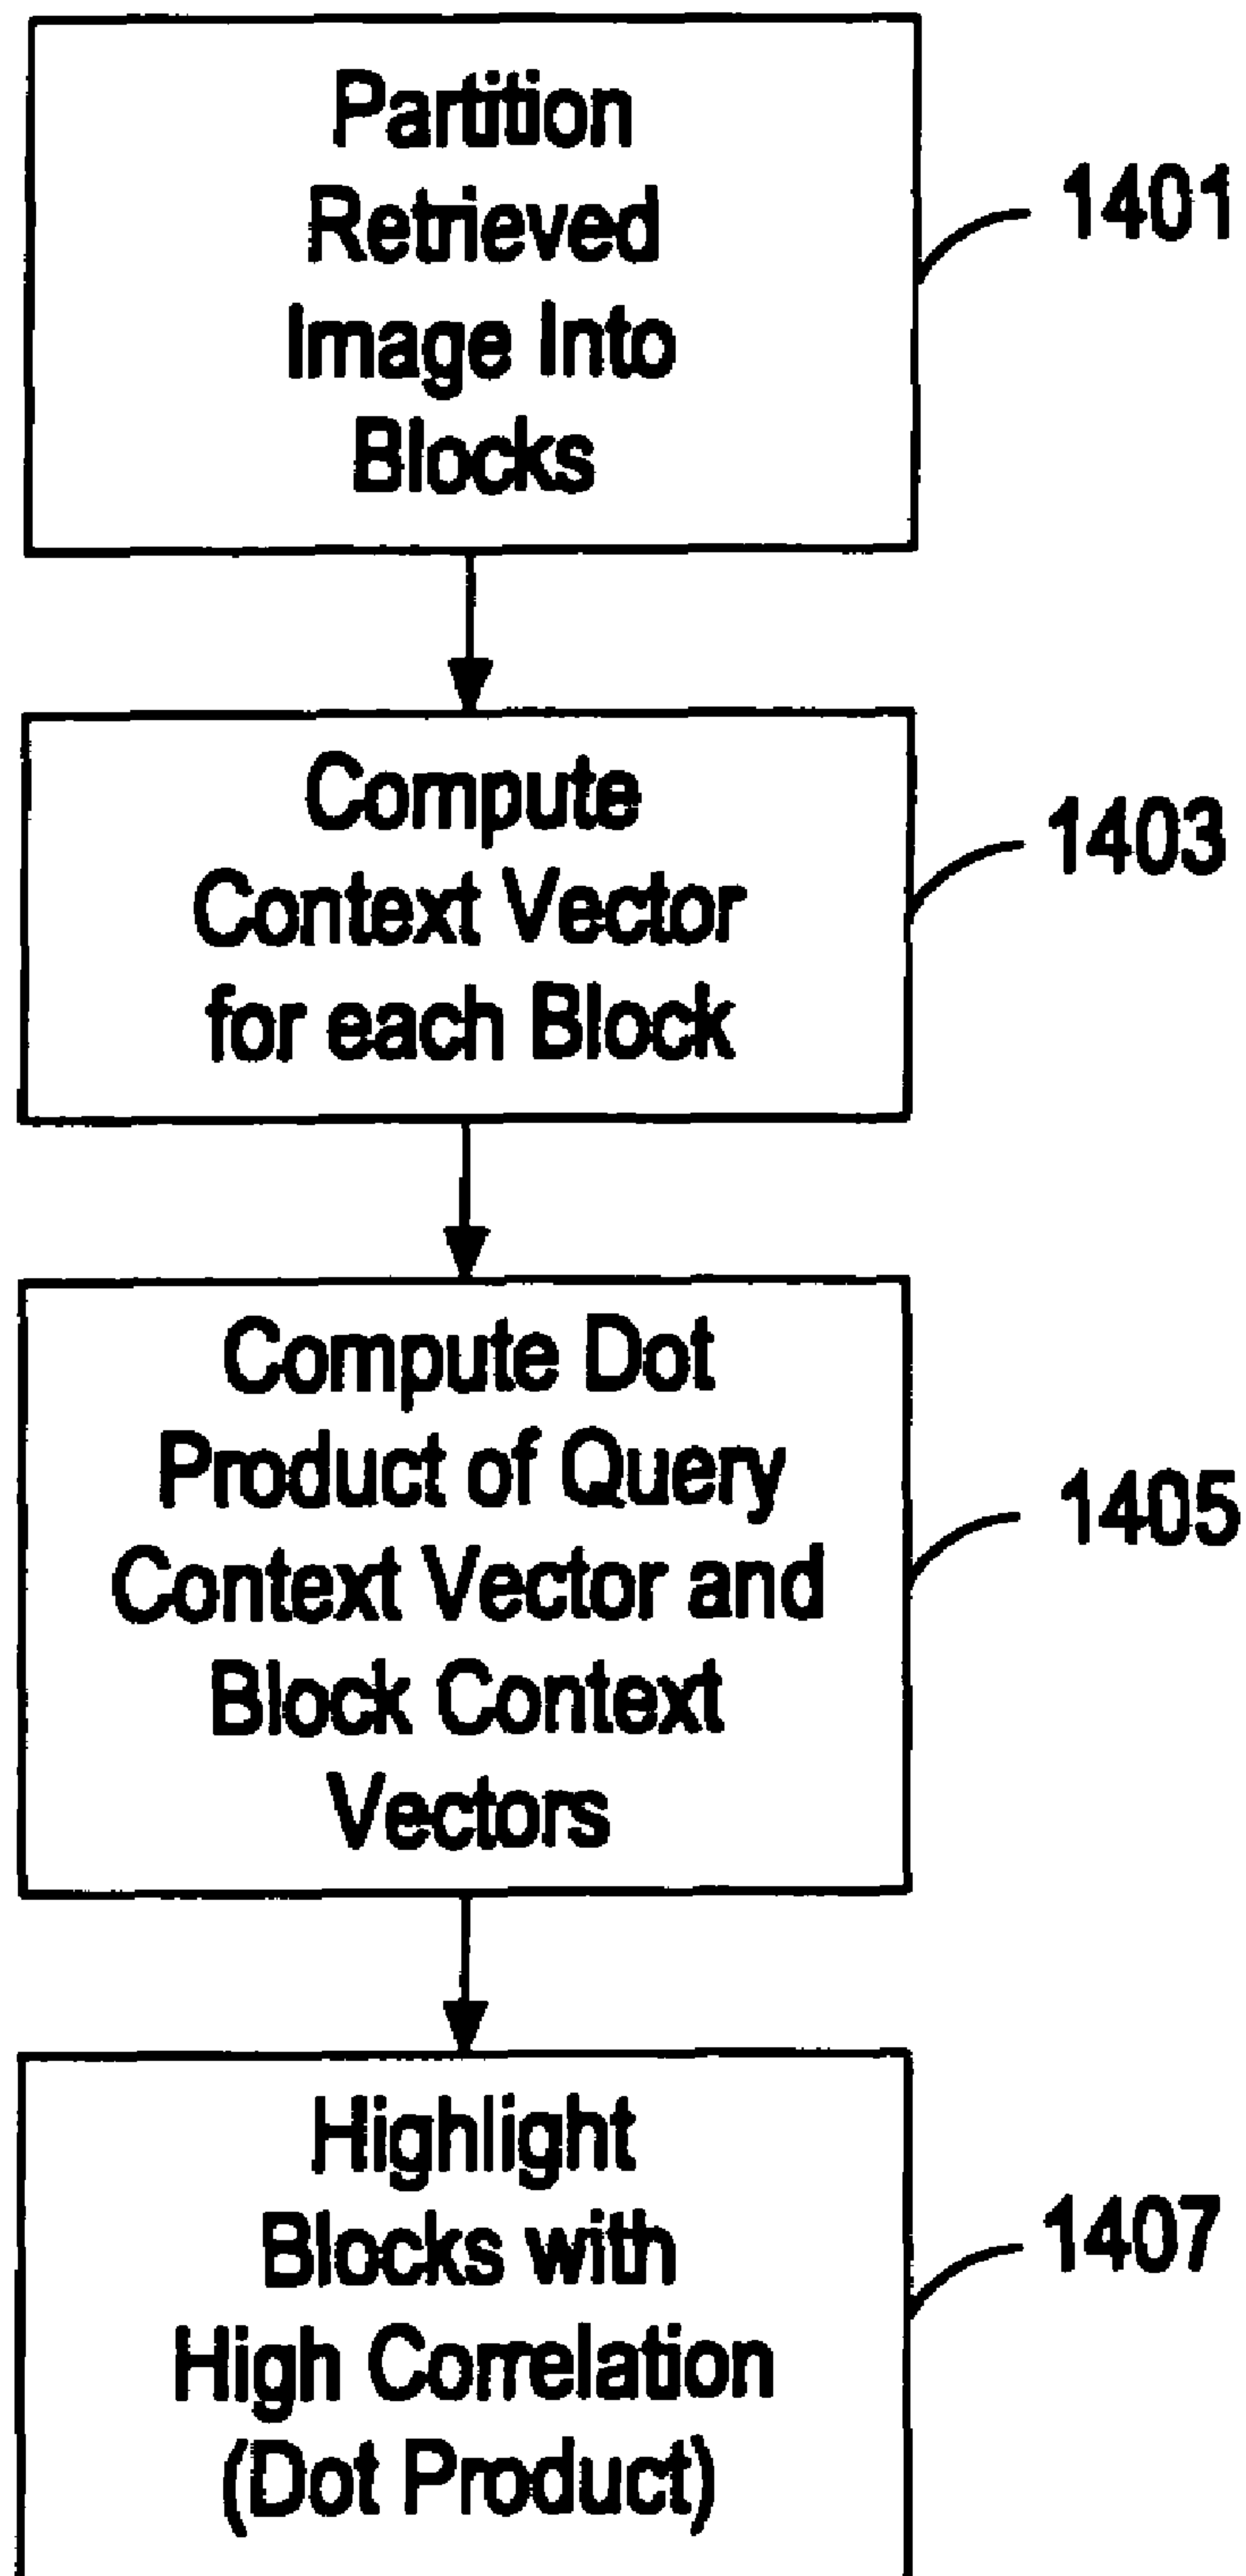 Partition
Retrieved
Image Into
Blocks
1401
Compute
Context Vector
for each Block
1403
Compute Dot
Product of Query
Context Vector and
Block Context
Vectors
1405
Highlight
Blocks with
High Correlation
(Dot Product)
1407